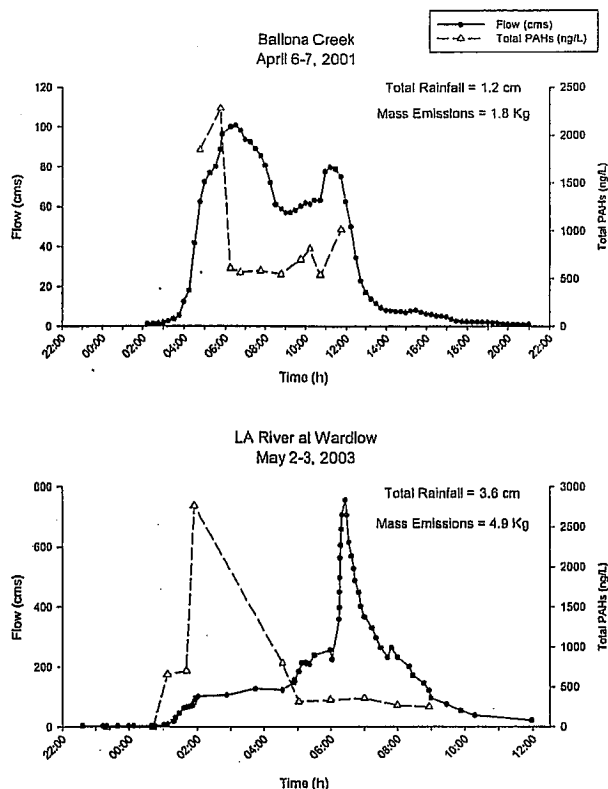 Flow (cms)
Total PAHs (ng/L)
Ballona Creek
April 6-7, 2001
Total Rainfall = 1.2 cm
Mass Emissions = 1.8 Kg
120
100
80
60
40
20
0
Flow (cms)
2500
2000
1500
1000
500
0
Total PAHs (ng/L)
22:00 00:00 02:00 04:00 06:00 08:00 10:00 12:00 14:00 16:00 18:00 20:00 22:00
Time (h)
LA River at Wardlow
May 2-3, 2003
Total Rainfall = 3.6 cm
Mass Emissions = 4.9 Kg
800
600
400
200
0
Flow (cms)
3000
2500
2000
1500
1000
500
0
Total PAHs (ng/L)
22:00 00:00 02:00 04:00 06:00 08:00 10:00 12:00
Time (h)